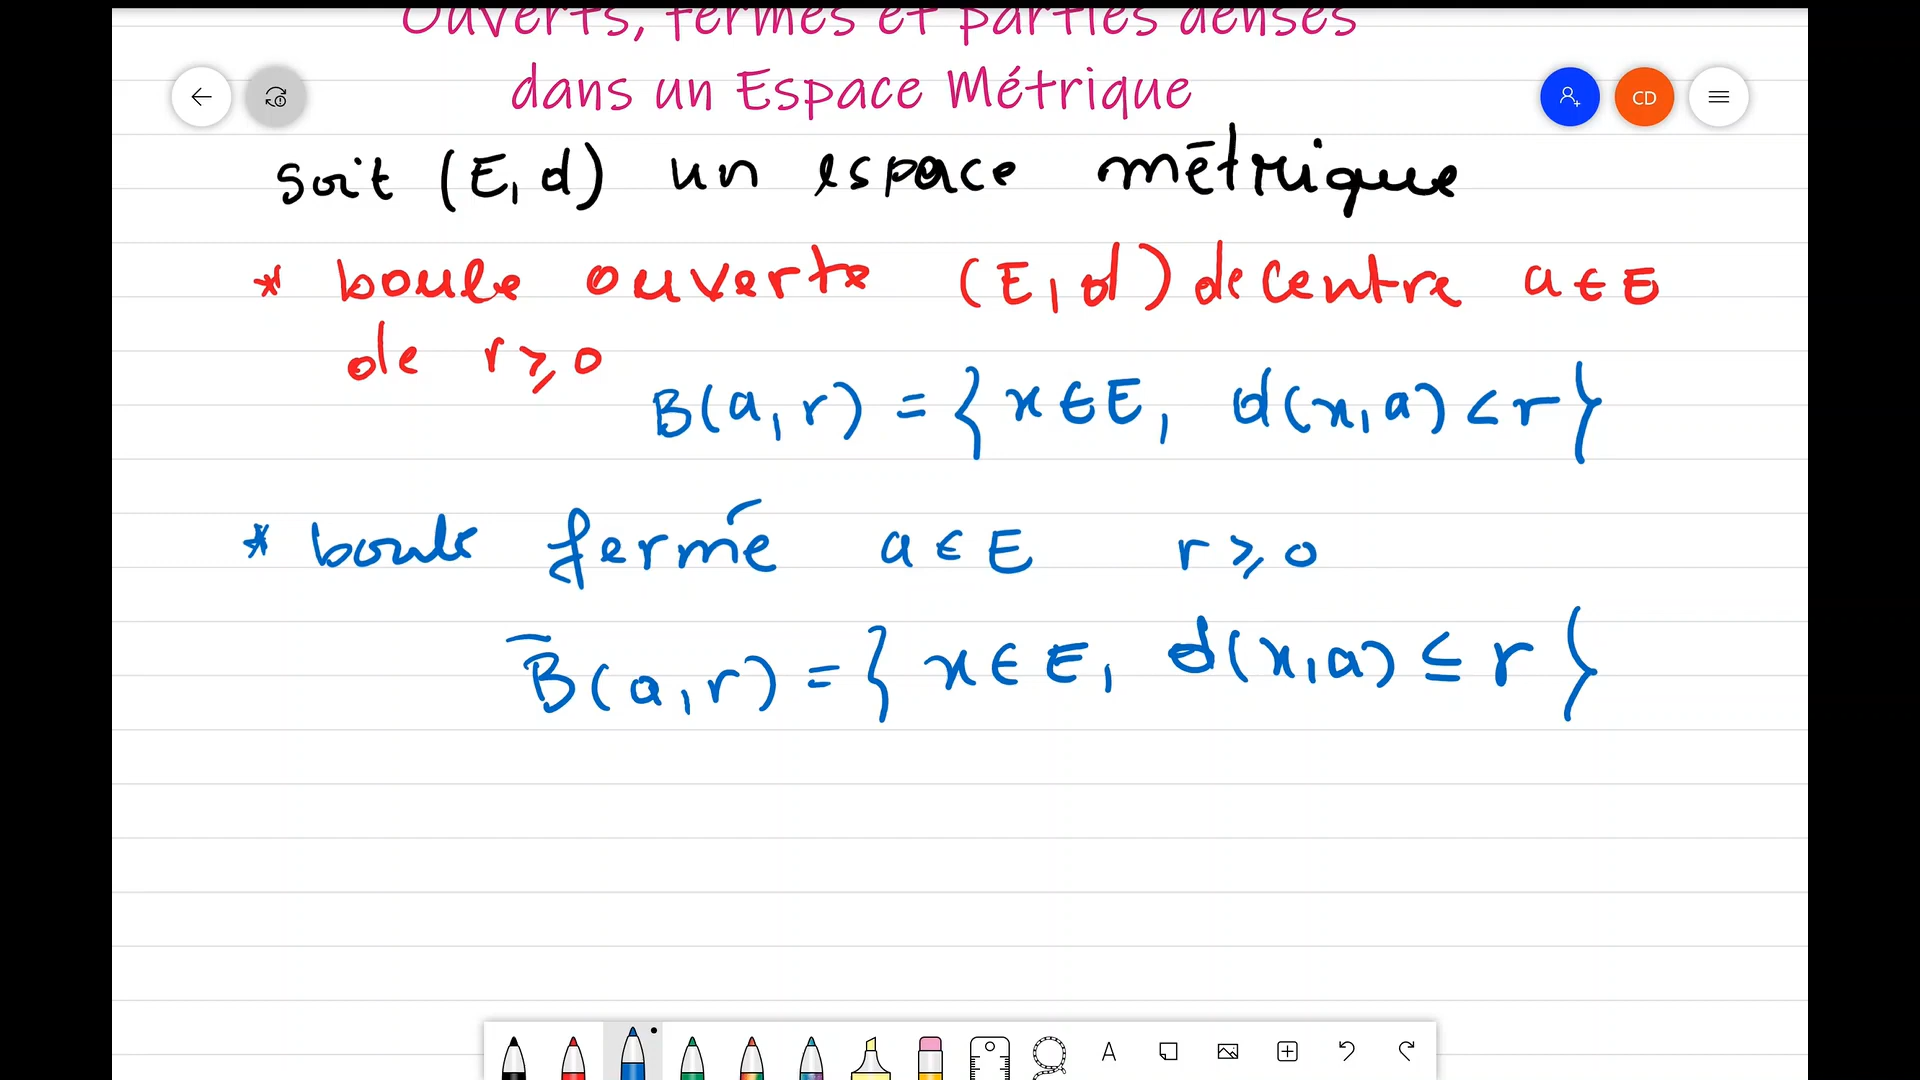 Ouverts, fermés et parties denses
dans un Espace Métrique
CD
soit (E, d) un espace métrique
* boule ouverte (E, d) de centre a ∈ E
de r ⩾ 0
B(a, r) = { x ∈ E, d(x, a) < r }
* boule fermé a ∈ E r ⩾ 0
B̅(a, r) = { x ∈ E, d(x, a) ≤ r }
A